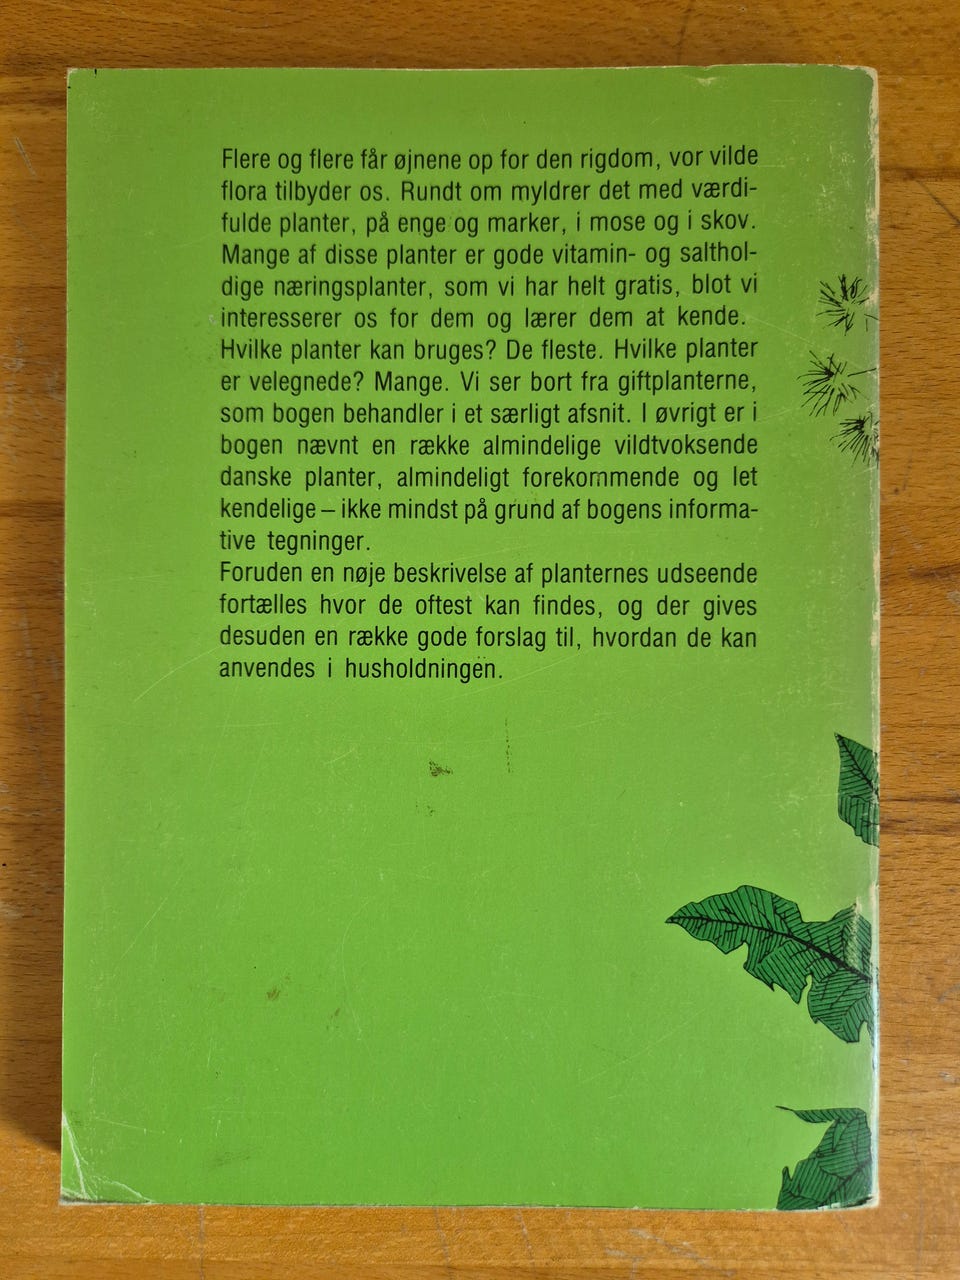 Flere og flere får øjnene op for den rigdom, vor vilde
flora tilbyder os. Rundt om myldrer det med værdi-
fulde planter, på enge og marker, i mose og i skov.
Mange af disse planter er gode vitamin- og salthol-
dige næringsplanter, som vi har helt gratis, blot vi
interesserer os for dem og lærer dem at kende.
Hvilke planter kan bruges? De fleste. Hvilke planter
er velegnede? Mange. Vi ser bort fra giftplanterne,
som bogen behandler i et særligt afsnit. I øvrigt er i
bogen nævnt en række almindelige vildtvoksende
danske planter, almindeligt forekommende og let
kendelige – ikke mindst på grund af bogens informa-
tive tegninger.
Foruden en nøje beskrivelse af planternes udseende
fortælles hvor de oftest kan findes, og der gives
desuden en række gode forslag til, hvordan de kan
anvendes i husholdningen.